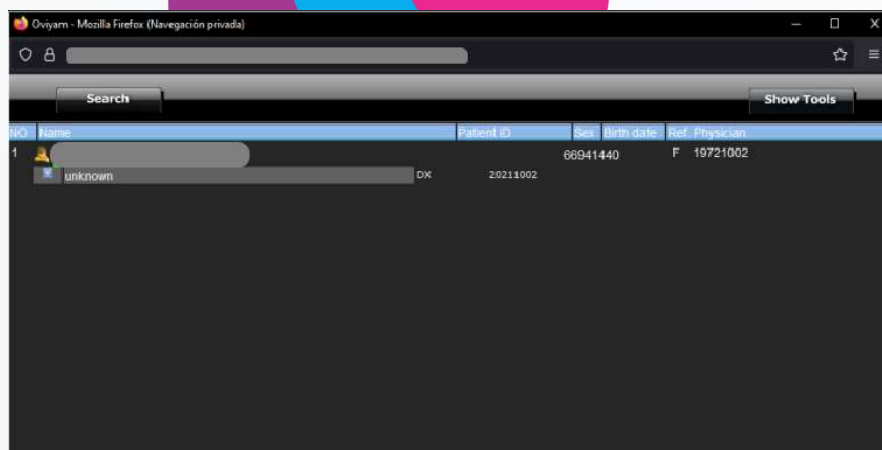 Oviyam - Mozilla Firefox (Navegación privada)
Search
Show Tools
NO Name Patient ID Sex Birth date Ref. Physician
1 66941440 F 19721002
unknown DX 20211002